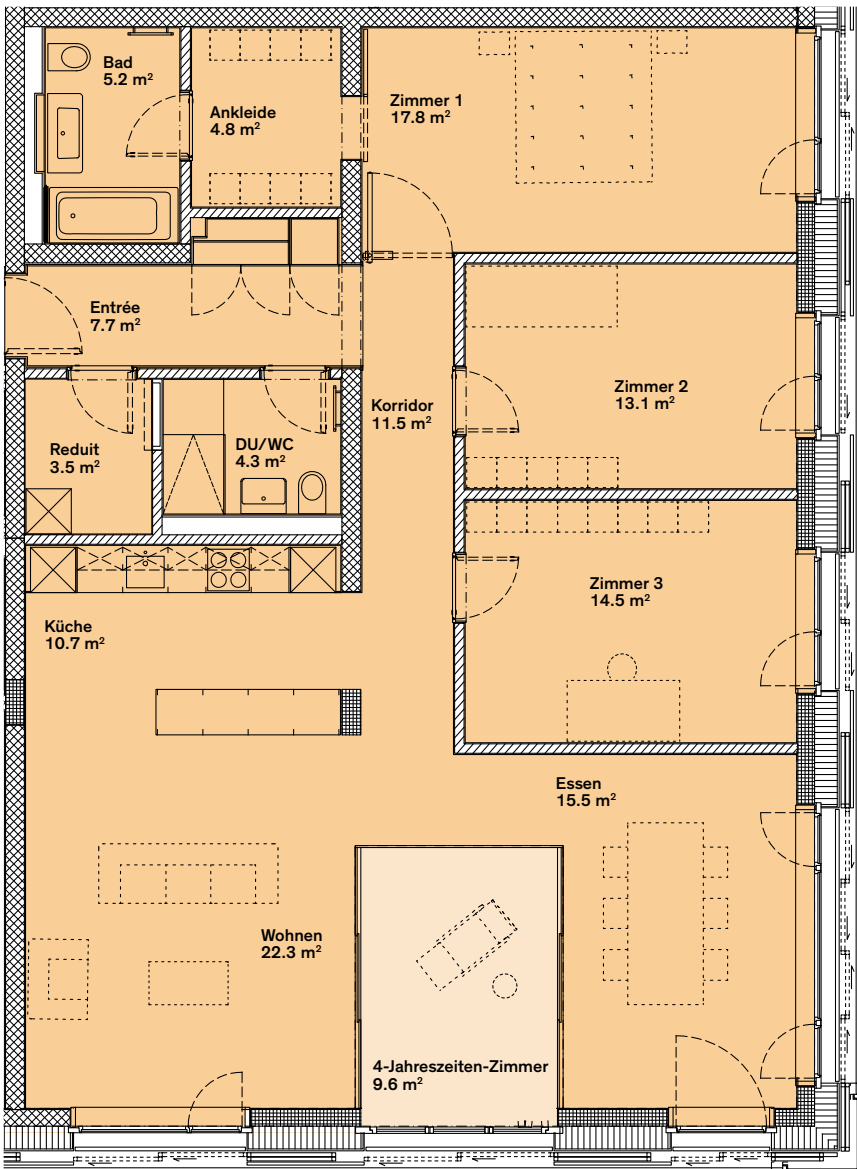 Bad
5.2 m²
Ankleide
4.8 m²
Zimmer 1
17.8 m²
Entrée
7.7 m²
Zimmer 2
13.1 m²
Korridor
11.5 m²
Reduit
3.5 m²
DU/WC
4.3 m²
Zimmer 3
14.5 m²
Küche
10.7 m²
Essen
15.5 m²
Wohnen
22.3 m²
4-Jahreszeiten-Zimmer
9.6 m²